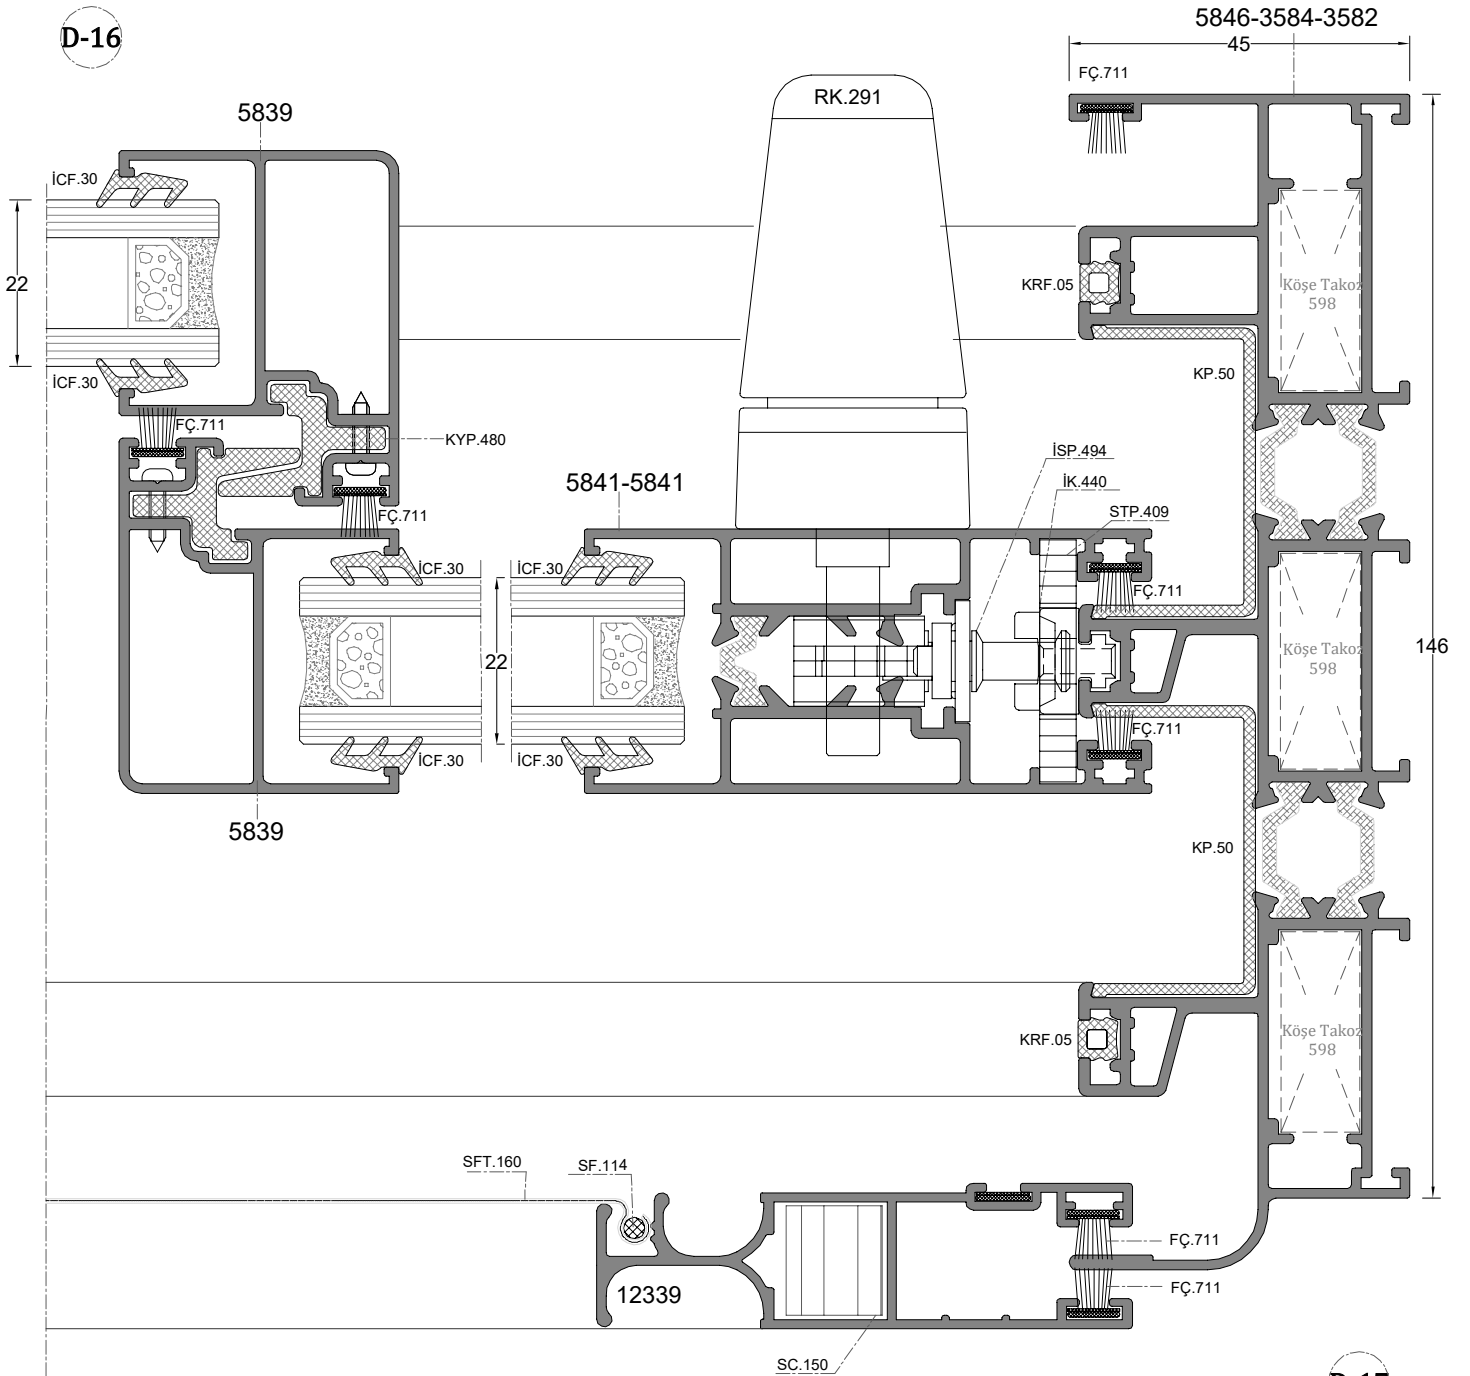 D-16
5846-3584-3582
45
FÇ.711
RK.291
5839
İCF.30
22
KRF.05
Köşe Takoz
598
İCF.30
KP.50
FÇ.711
KYP.480
İSP.494
5841-5841
İK.440
STP.409
FÇ.711
İCF.30
İCF.30
FÇ.711
146
Köşe Takoz
598
22
FÇ.711
İCF.30
İCF.30
5839
KP.50
KRF.05
Köşe Takoz
598
SFT.160
SF.114
FÇ.711
12339
FÇ.711
SC.150
D-17